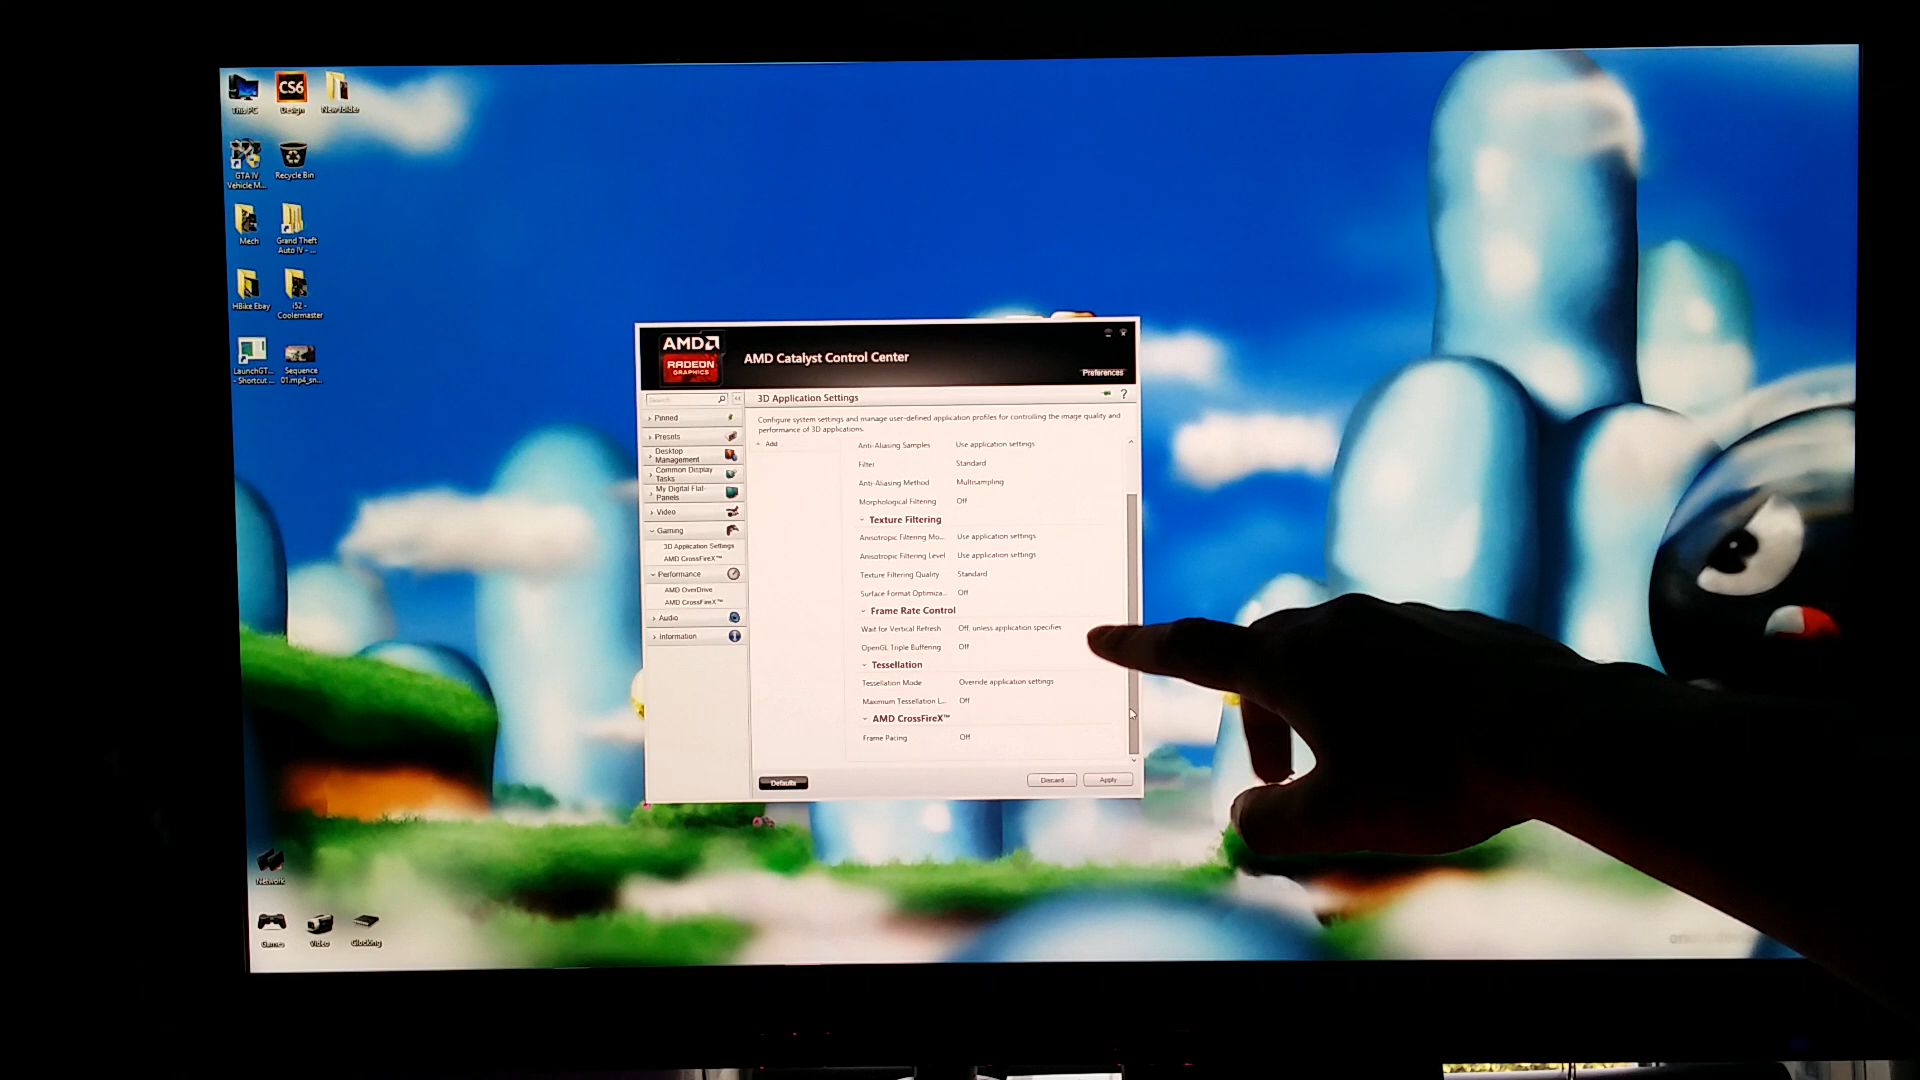 This PC
CS6
Design
New folder
GTA IV
Vehicle M...
Recycle Bin
Mech
Grand Theft
Auto IV - ...
HBike Ebay
i52 -
Coolermaster
LaunchGT...
- Shortcut ...
Sequence
01.mp4_sn...
Network
Games
Video
Clocking
AMD
RADEON
GRAPHICS
AMD Catalyst Control Center
Preferences
Search
3D Application Settings
?
Configure system settings and manage user-defined application profiles for controlling the image quality and
performance of 3D applications.
Pinned
Presets
Desktop
Management
Common Display
Tasks
My Digital Flat-
Panels
Video
Gaming
3D Application Settings
AMD CrossFireX™
Performance
AMD OverDrive
AMD CrossFireX™
Audio
Information
Add
Anti-Aliasing Samples Use application settings
Filter Standard
Anti-Aliasing Method Multisampling
Morphological Filtering Off
Texture Filtering
Anisotropic Filtering Mo... Use application settings
Anisotropic Filtering Level Use application settings
Texture Filtering Quality Standard
Surface Format Optimiza... Off
Frame Rate Control
Wait for Vertical Refresh Off, unless application specifies
OpenGL Triple Buffering Off
Tessellation
Tessellation Mode Override application settings
Maximum Tessellation L... Off
AMD CrossFireX™
Frame Pacing Off
Defaults
Discard
Apply